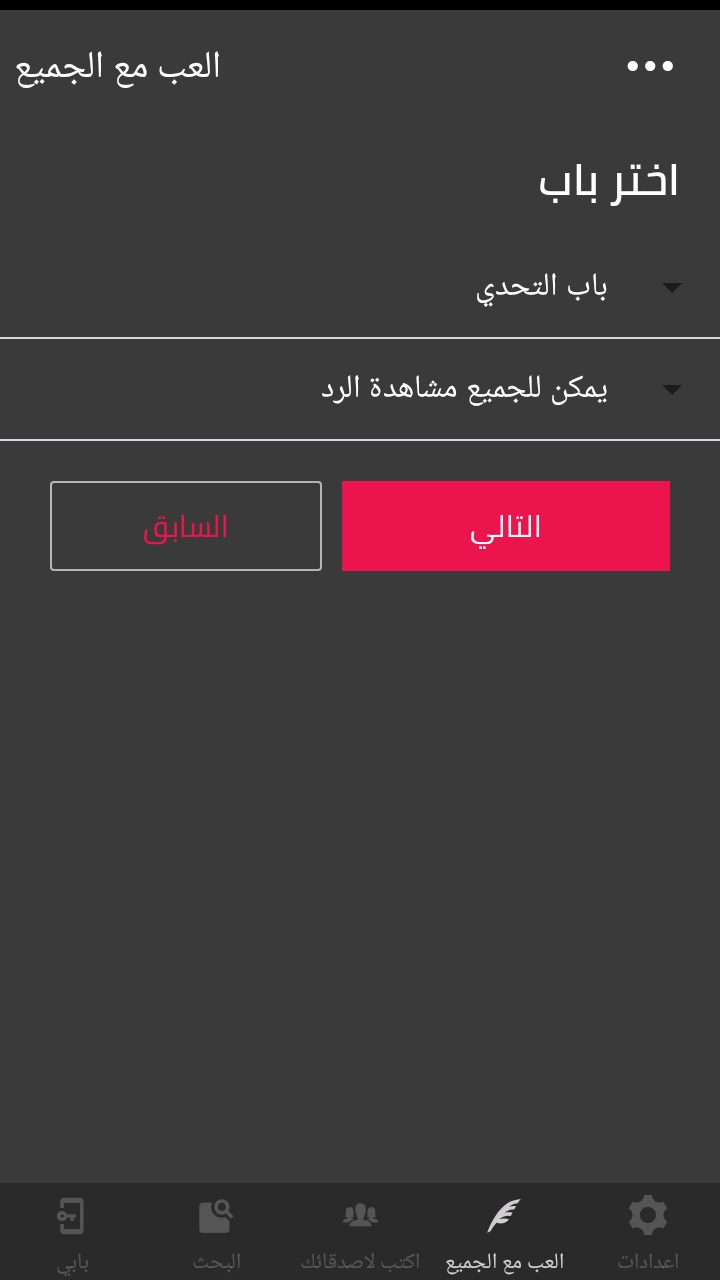 العب مع الجميع
اختر باب
باب التحدي
يمكن للجميع مشاهدة الرد
التالي
السابق
اعدادات
العب مع الجميع
اكتب لاصدقائك
البحث
بابي